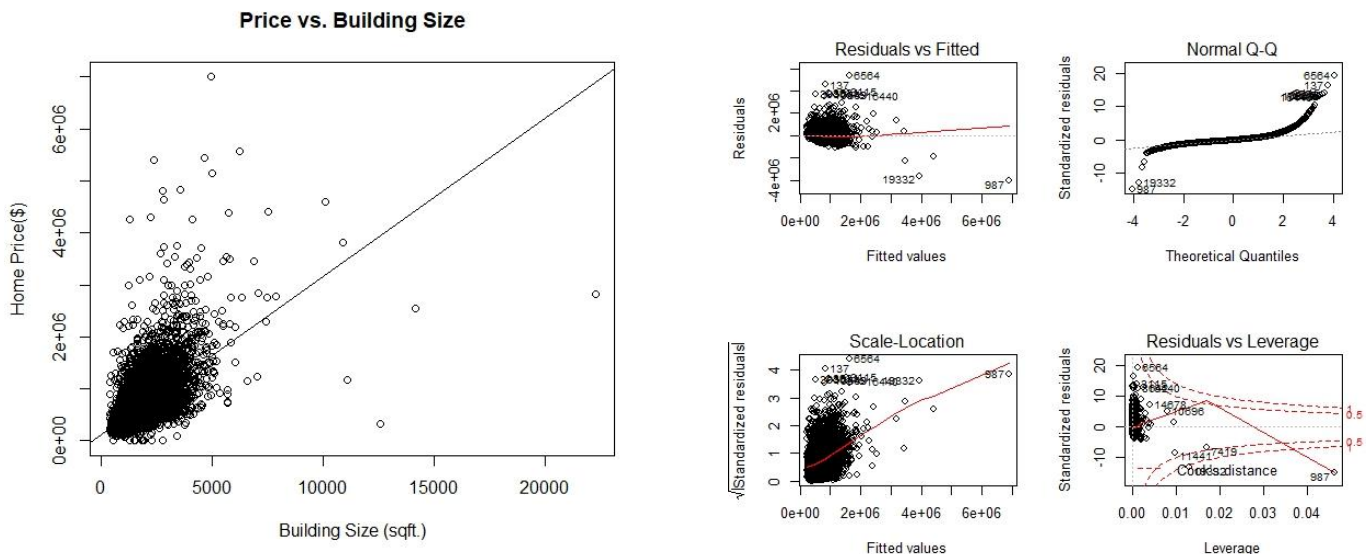 Price vs. Building Size
Home Price($)
0e+00 2e+06 4e+06 6e+06
0 5000 10000 15000 20000
Building Size (sqft.)
Residuals vs Fitted
Residuals
-4e+06 2e+06
6564
137
16440
19332
987
0e+00 2e+06 4e+06 6e+06
Fitted values
Normal Q-Q
Standardized residuals
-10 0 10 20
6564
137
19332
987
-4 -2 0 2 4
Theoretical Quantiles
Scale-Location
√|Standardized residuals|
0 1 2 3 4
6564
137
987
0e+00 2e+06 4e+06 6e+06
Fitted values
Residuals vs Leverage
Standardized residuals
-10 0 10 20
6564
3115
14678
10696
7419
11441
Cook's distance
987
1
0.5
0.5
1
0.00 0.01 0.02 0.03 0.04
Leverage